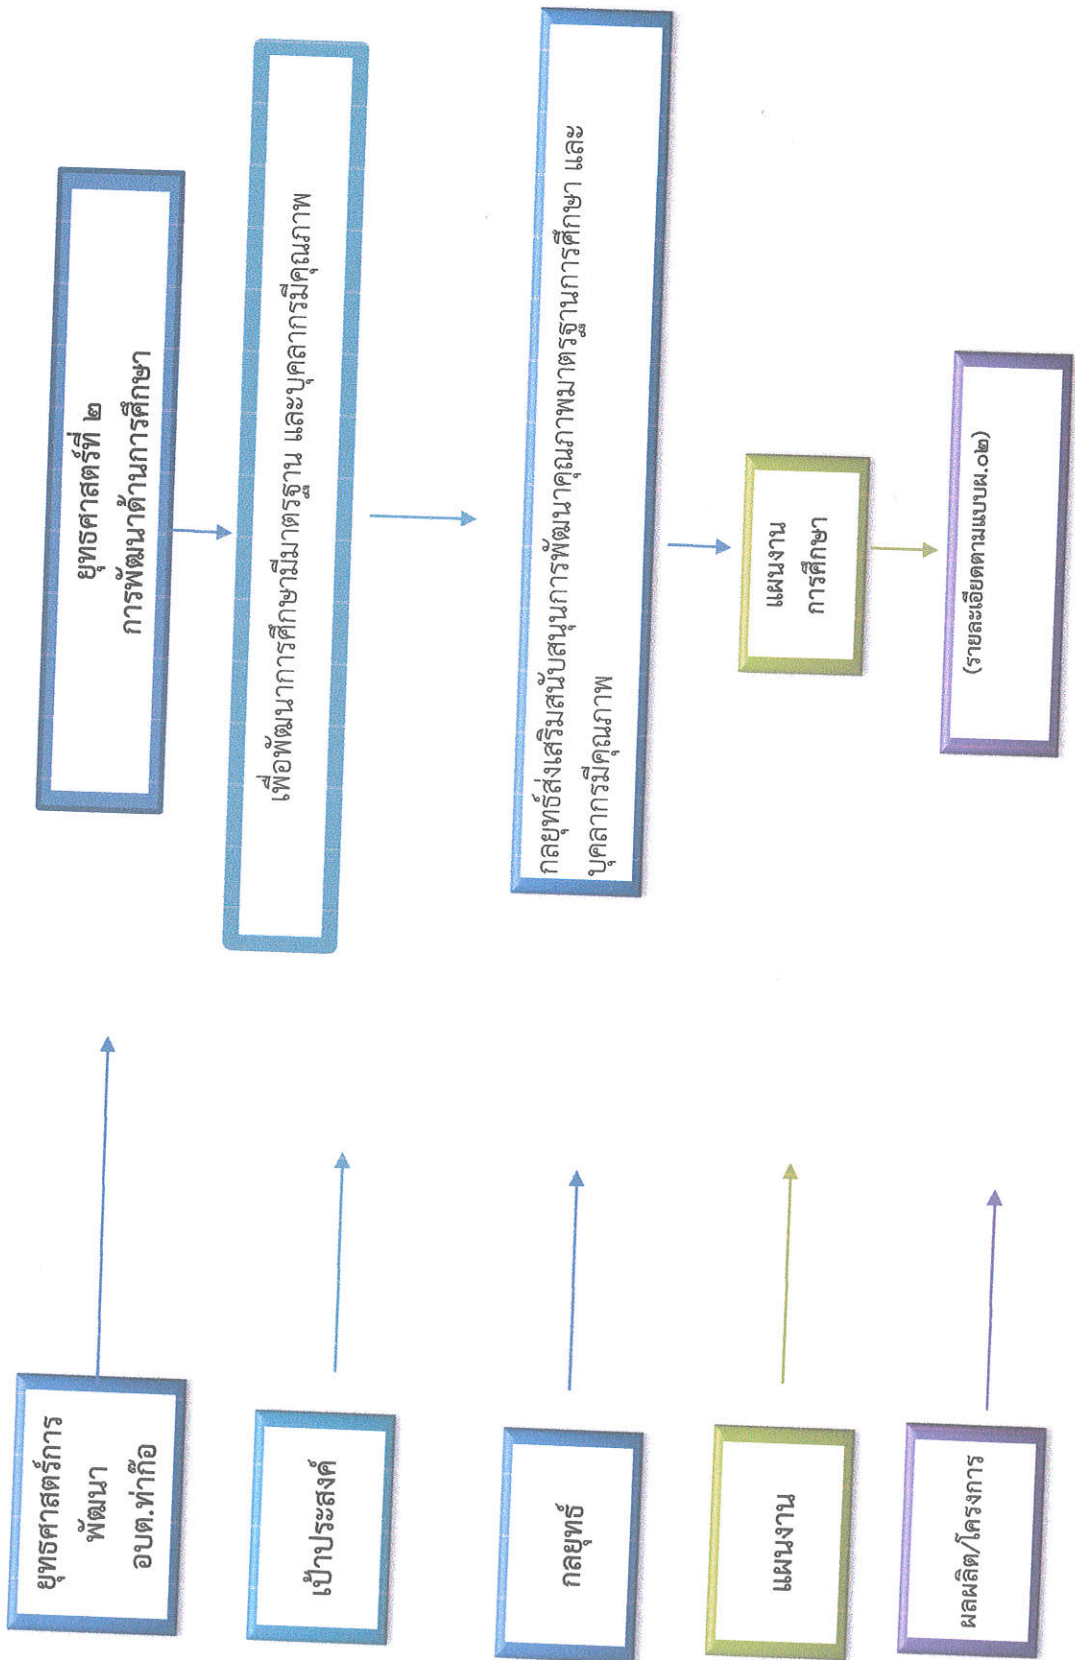 ยุทธศาสตร์การ
พัฒนา
อบต.ท่าก๊อ
ยุทธศาสตร์ที่ ๒
การพัฒนาด้านการศึกษา
เป้าประสงค์
เพื่อพัฒนาการศึกษามีมาตรฐาน และบุคลากรมีคุณภาพ
กลยุทธ์
กลยุทธ์ส่งเสริมสนับสนุนการพัฒนาคุณภาพมาตรฐานการศึกษา และ
บุคลากรมีคุณภาพ
แผนงาน
แผนงาน
การศึกษา
ผลผลิต/โครงการ
(รายละเอียดตามแบบผ.๐๒)